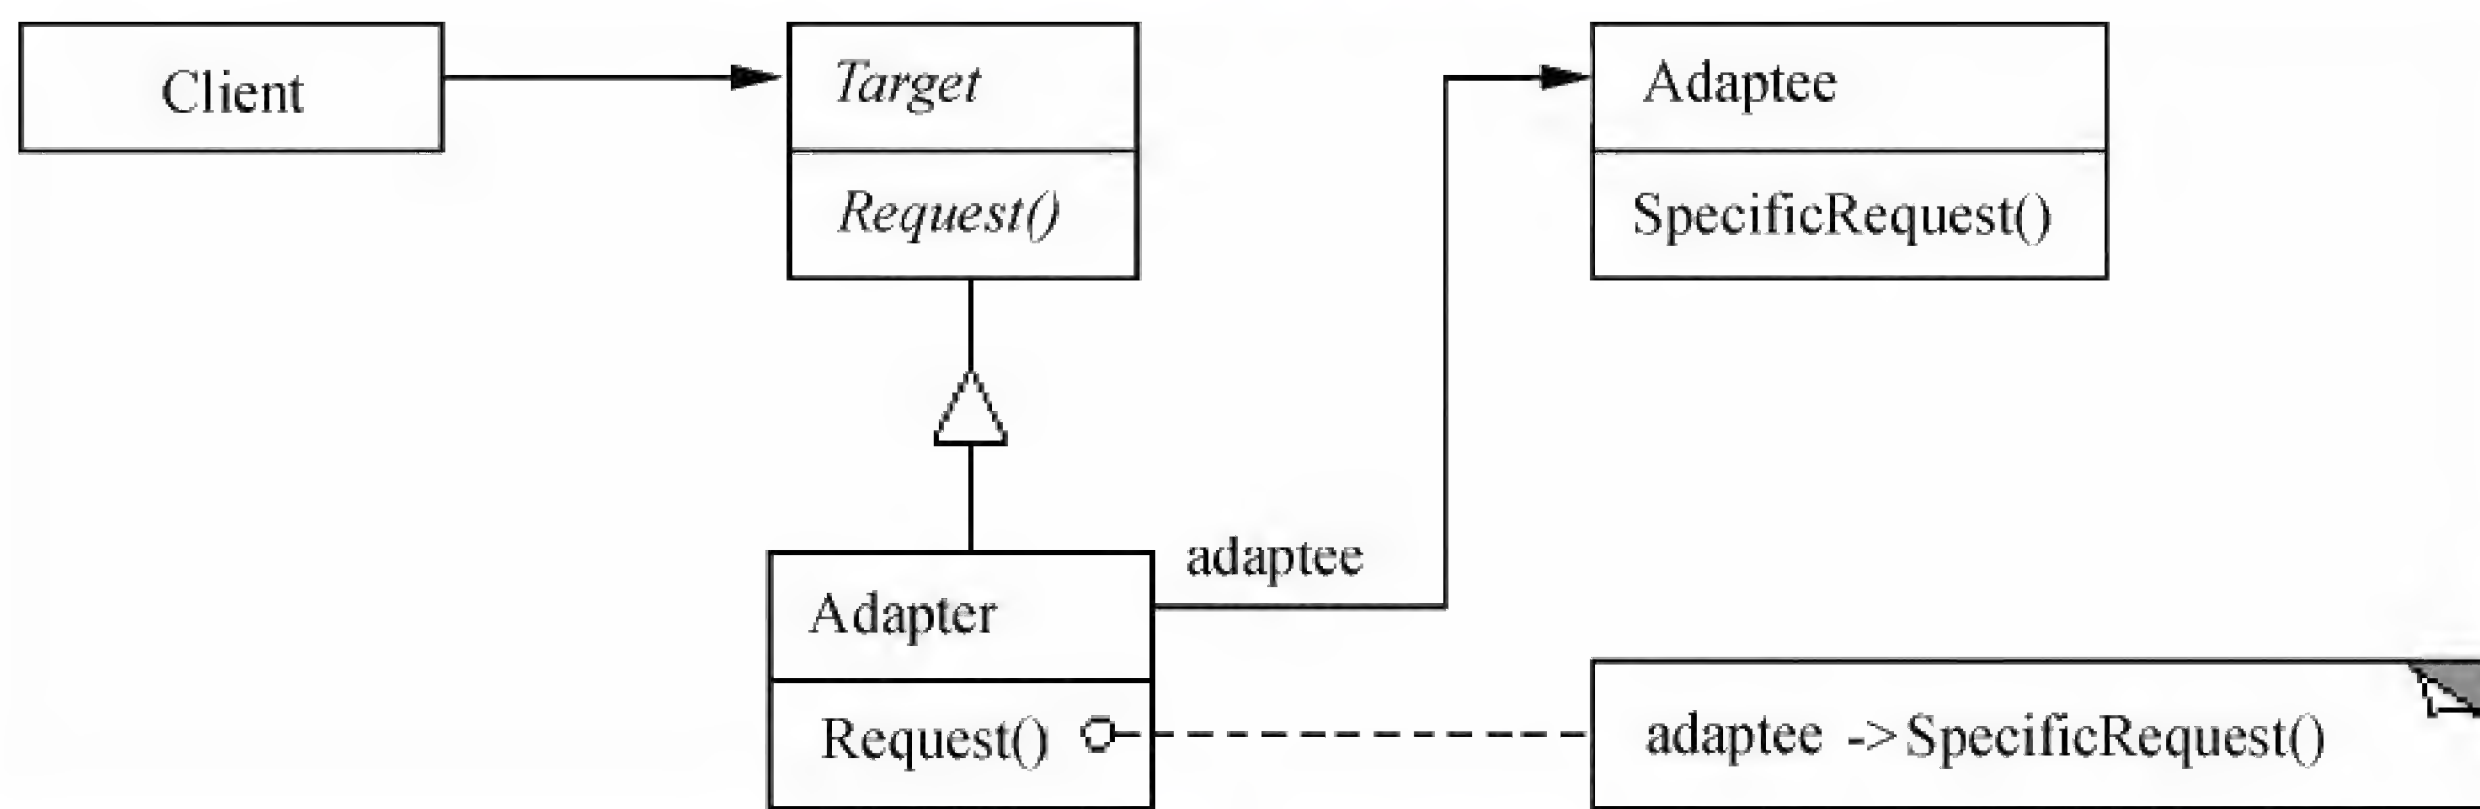 Client
Target
Request()
Adaptee
SpecificRequest()
adaptee
Adapter
Request()
adaptee ->SpecificRequest()